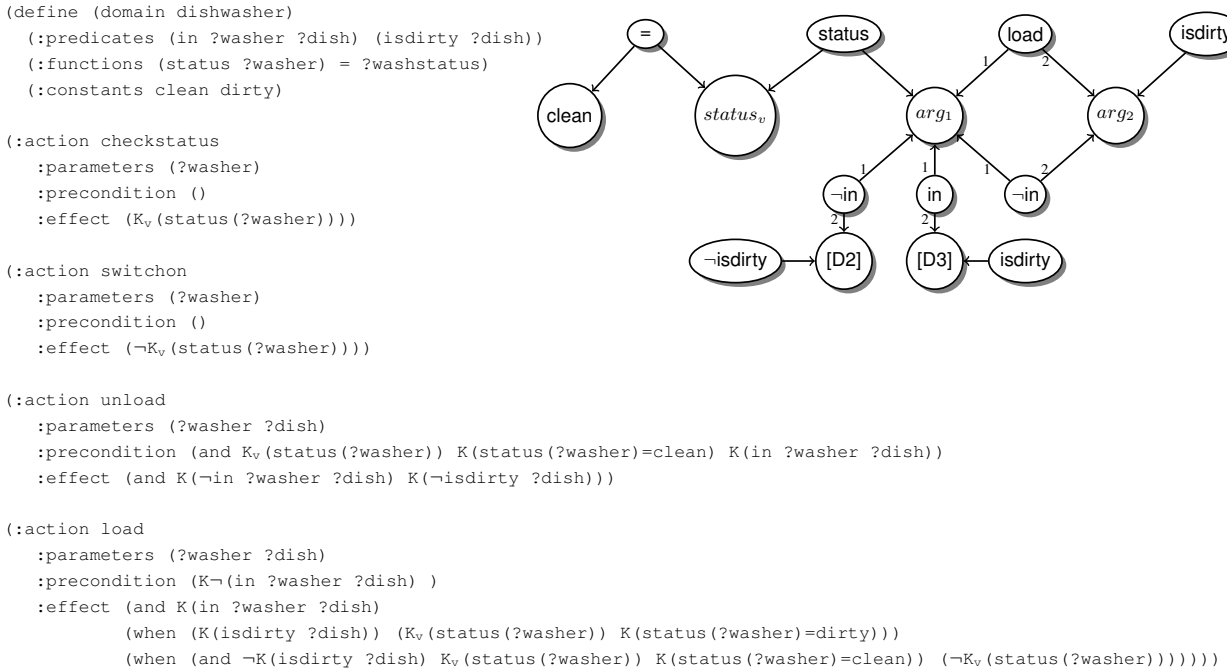 (define (domain dishwasher)
(:predicates (in ?washer ?dish) (isdirty ?dish))
(:functions (status ?washer) = ?washstatus)
(:constants clean dirty)
(:action checkstatus
:parameters (?washer)
:precondition ()
:effect (Kᵥ(status(?washer))))
(:action switchon
:parameters (?washer)
:precondition ()
:effect (¬Kᵥ(status(?washer))))
(:action unload
:parameters (?washer ?dish)
:precondition (and Kᵥ(status(?washer)) K(status(?washer)=clean) K(in ?washer ?dish))
:effect (and K(¬in ?washer ?dish) K(¬isdirty ?dish)))
(:action load
:parameters (?washer ?dish)
:precondition (K¬(in ?washer ?dish) )
:effect (and K(in ?washer ?dish)
(when (K(isdirty ?dish)) (Kᵥ(status(?washer)) K(status(?washer)=dirty)))
(when (and ¬K(isdirty ?dish) Kᵥ(status(?washer)) K(status(?washer)=clean)) (¬Kᵥ(status(?washer)))))))
= status load isdirty
1 2
clean statusᵥ arg₁ arg₂
1 1 1 2
¬in in ¬in
2 2
¬isdirty [D2] [D3] isdirty